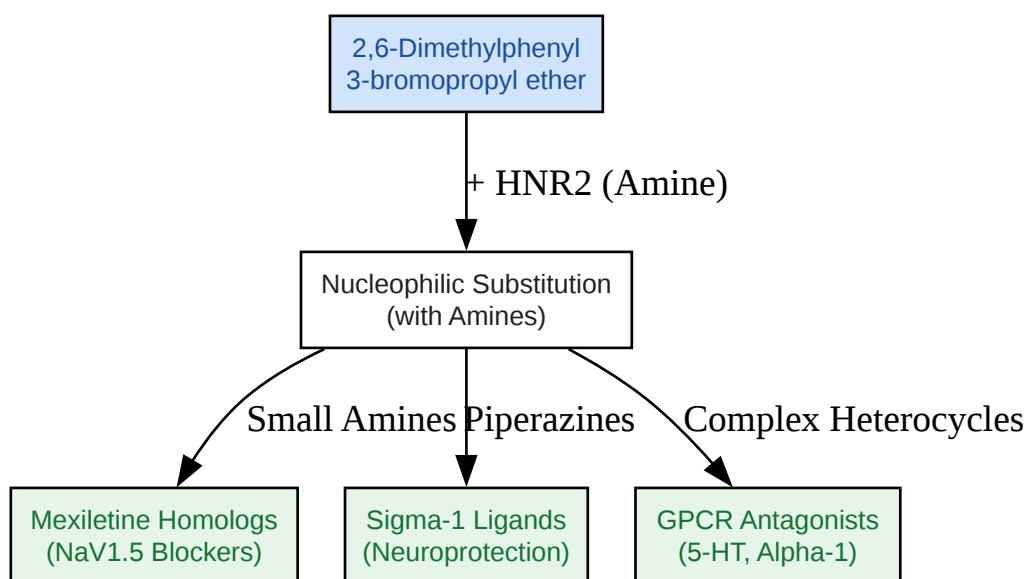 2,6-Dimethylphenyl
3-bromopropyl ether
+ HNR2 (Amine)
Nucleophilic Substitution
(with Amines)
Small Amines
Piperazines
Complex Heterocycles
Mexiletine Homologs
(NaV1.5 Blockers)
Sigma-1 Ligands
(Neuroprotection)
GPCR Antagonists
(5-HT, Alpha-1)